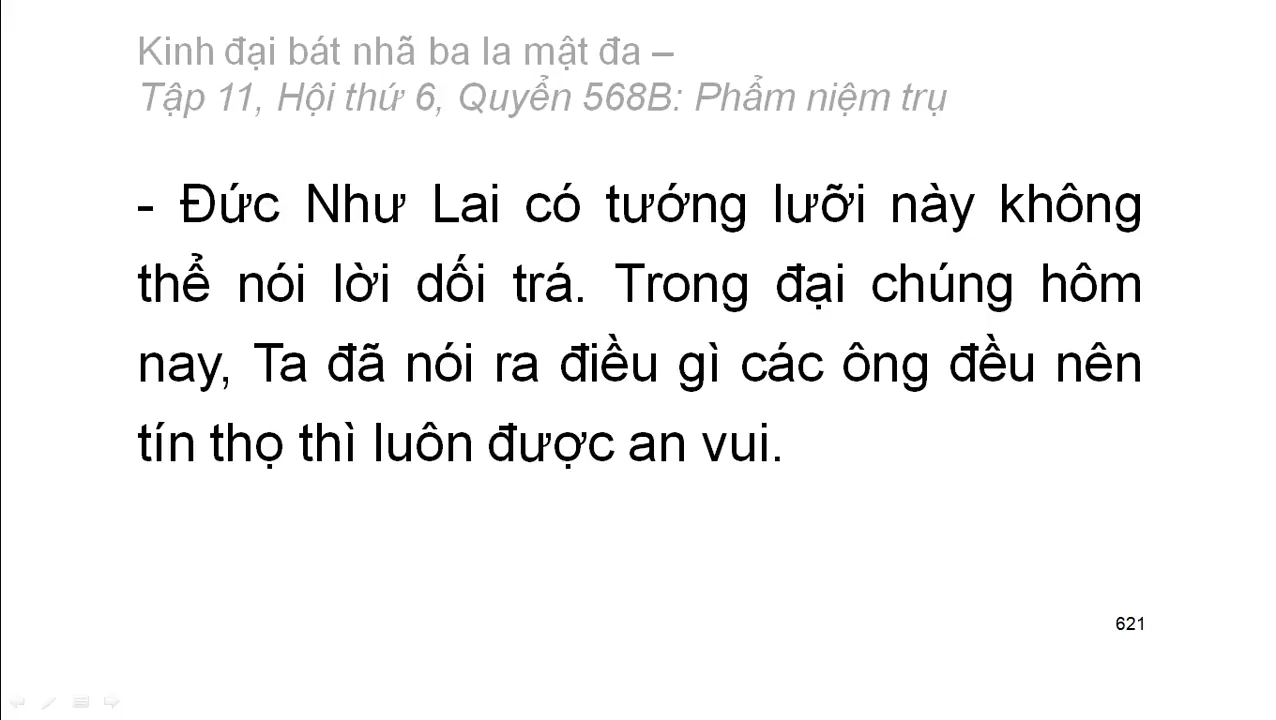 Kinh đại bát nhã ba la mật đa –
Tập 11, Hội thứ 6, Quyển 568B: Phẩm niệm trụ
- Đức Như Lai có tướng lưỡi này không
thể nói lời dối trá. Trong đại chúng hôm
nay, Ta đã nói ra điều gì các ông đều nên
tín thọ thì luôn được an vui.
621